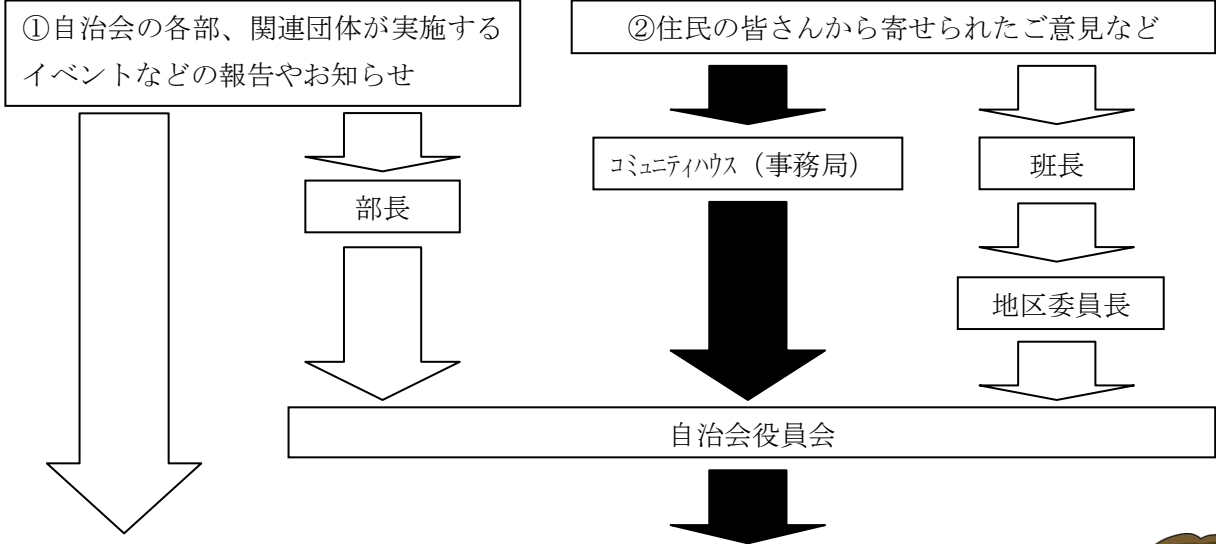 ①自治会の各部、関連団体が実施する
イベントなどの報告やお知らせ
②住民の皆さんから寄せられたご意見など
部長
コミュニティハウス（事務局）
班長
地区委員長
自治会役員会